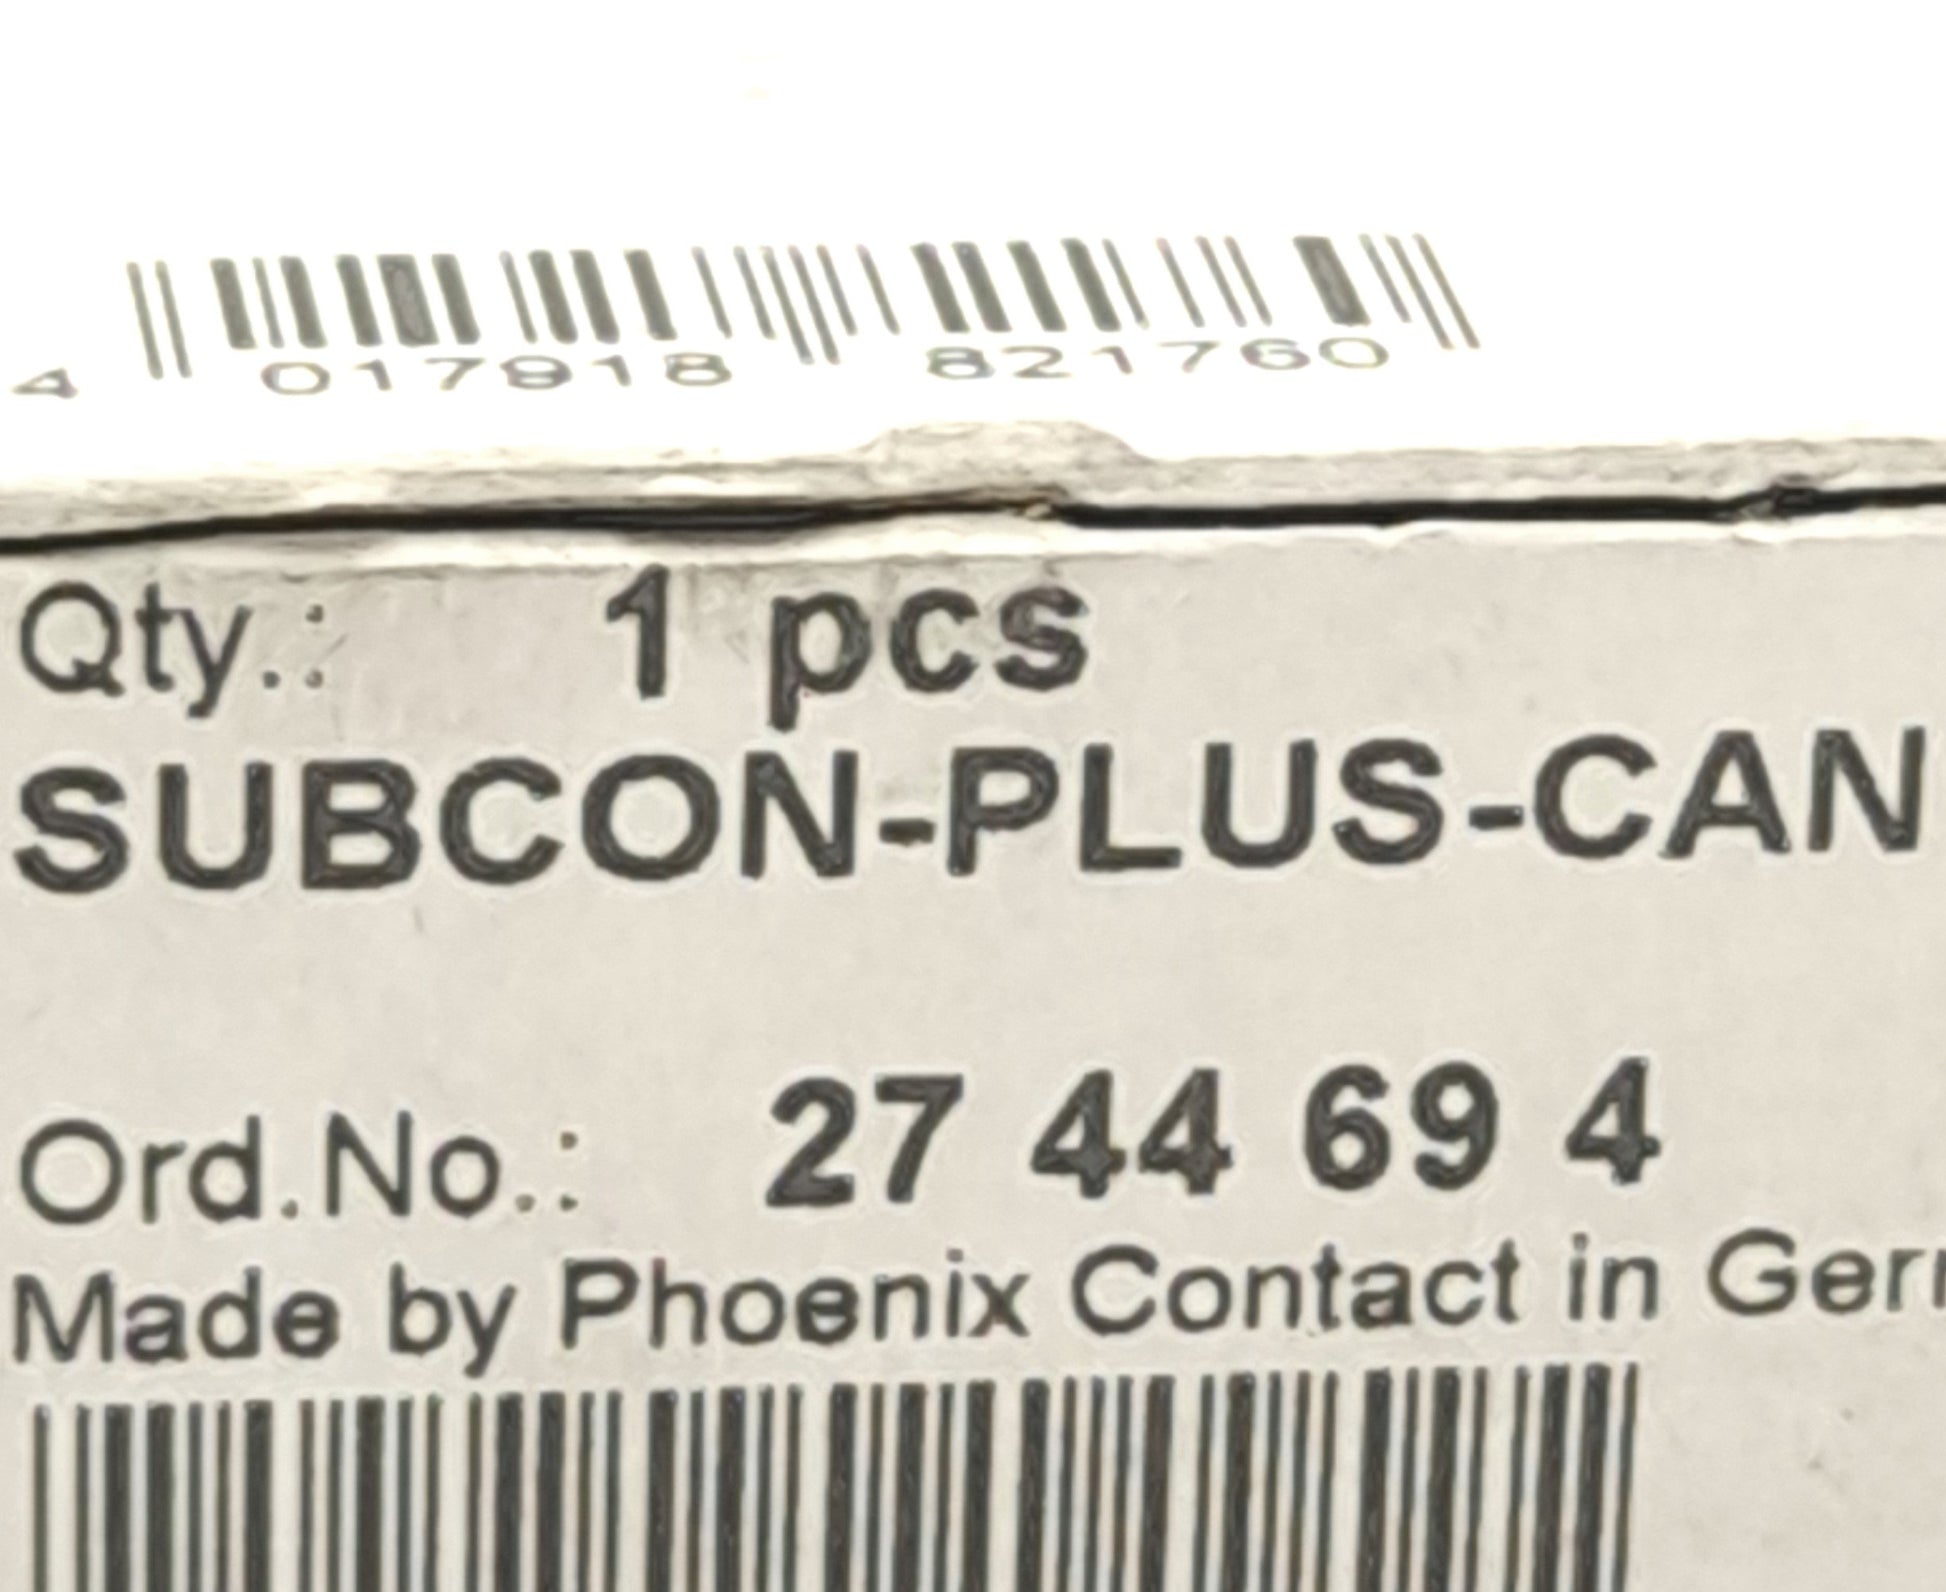 4 017918 821760
Qty.: 1 pcs
SUBCON-PLUS-CAN
Ord.No.: 27 44 69 4
Made by Phoenix Contact in Ger